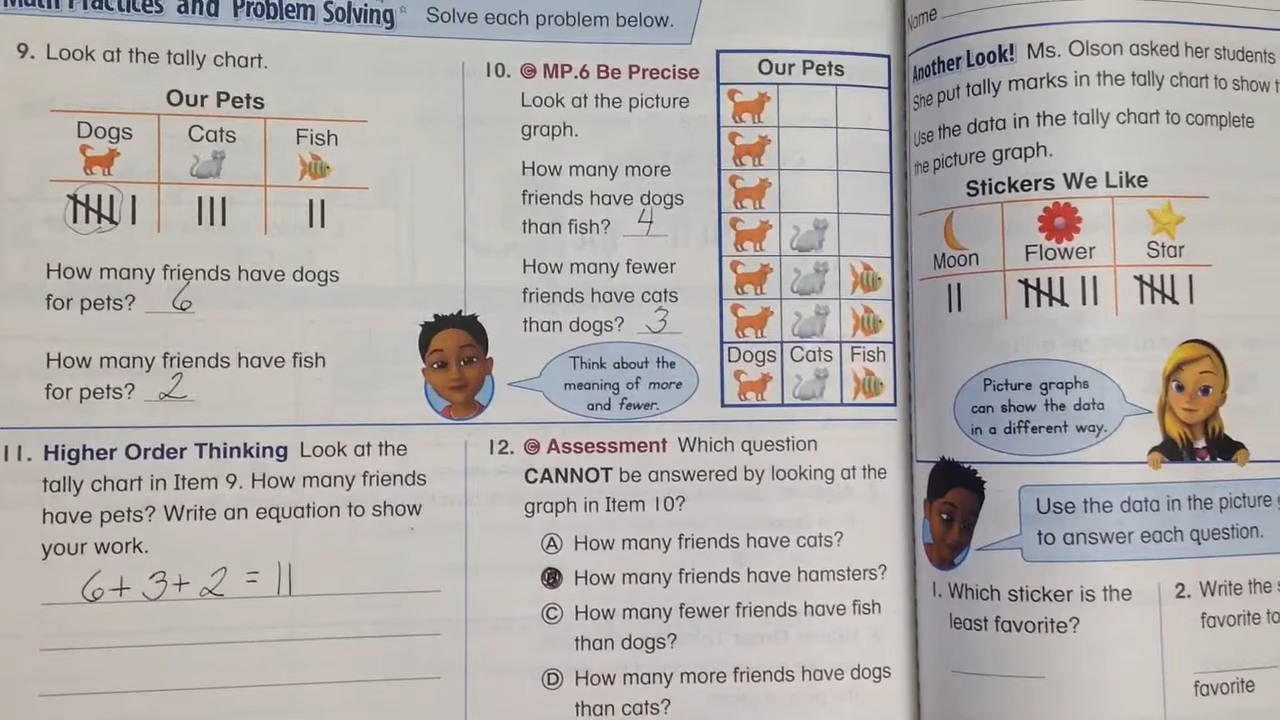 Math Practices and Problem Solving Solve each problem below.
9. Look at the tally chart.
Our Pets
Dogs Cats Fish
How many friends have dogs
for pets? 6
How many friends have fish
for pets? 2
10. MP.6 Be Precise
Look at the picture
graph.
How many more
friends have dogs
than fish? 4
How many fewer
friends have cats
than dogs? 3
Think about the
meaning of more
and fewer.
Our Pets
Dogs Cats Fish
11. Higher Order Thinking Look at the
tally chart in Item 9. How many friends
have pets? Write an equation to show
your work.
6+3+2=11
12. Assessment Which question
CANNOT be answered by looking at the
graph in Item 10?
A How many friends have cats?
B How many friends have hamsters?
C How many fewer friends have fish
than dogs?
D How many more friends have dogs
than cats?
Name
Another Look! Ms. Olson asked her students
She put tally marks in the tally chart to show
Use the data in the tally chart to complete
the picture graph.
Stickers We Like
Moon Flower Star
Picture graphs
can show the data
in a different way.
Use the data in the picture
to answer each question.
1. Which sticker is the
least favorite?
2. Write the
favorite to
favorite